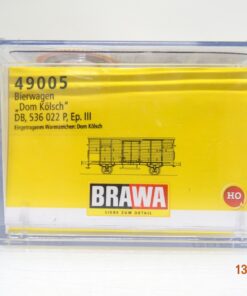 49005
Bierwagen
„Dom Kölsch"
DB, 536 022 P, Ep. III
Eingetragenes Warenzeichen: Dom Kölsch
BRAWA
LIEBE ZUM DETAIL
HO
13